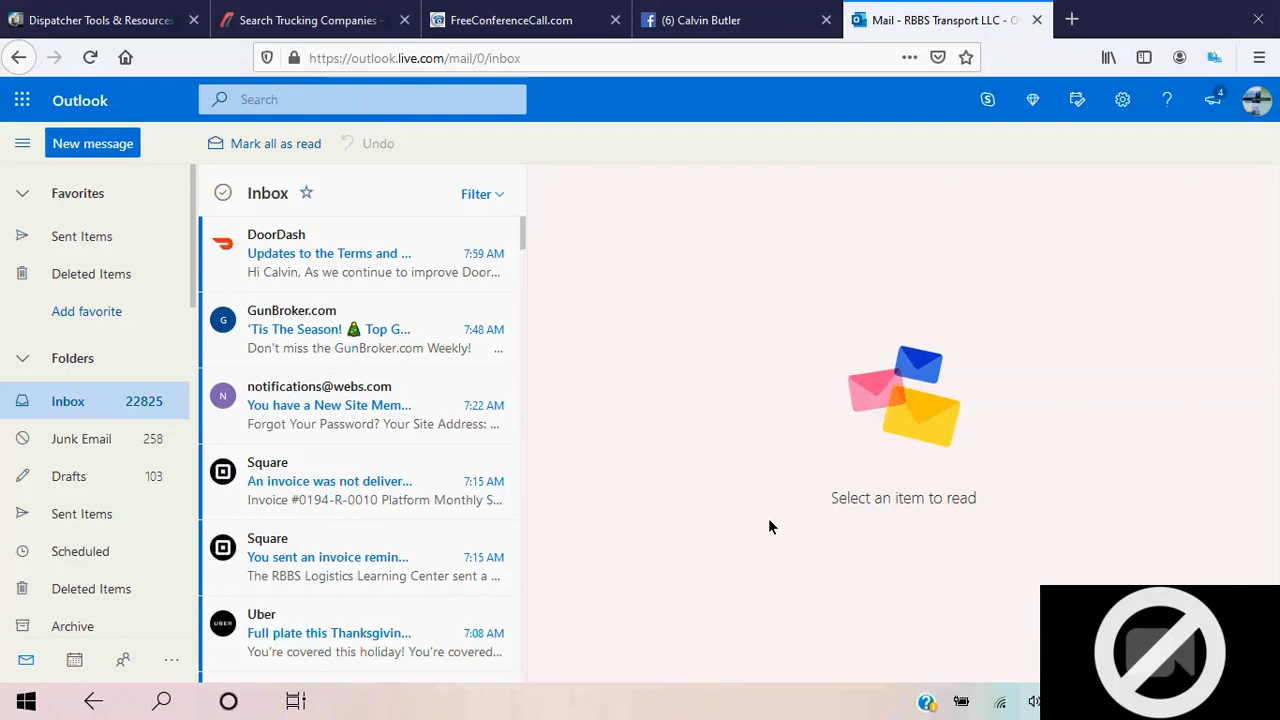 Dispatcher Tools & Resources
Search Trucking Companies -
FreeConferenceCall.com
(6) Calvin Butler
Mail - RBBS Transport LLC - O
https://outlook.live.com/mail/0/inbox
Outlook
Search
4
New message
Mark all as read
Undo
Favorites
Sent Items
Deleted Items
Add favorite
Folders
Inbox 22825
Junk Email 258
Drafts 103
Sent Items
Scheduled
Deleted Items
Archive
Inbox
Filter
DoorDash
Updates to the Terms and ... 7:59 AM
Hi Calvin, As we continue to improve Door...
G
GunBroker.com
'Tis The Season! 🎄 Top G... 7:48 AM
Don't miss the GunBroker.com Weekly! ...
N
notifications@webs.com
You have a New Site Mem... 7:22 AM
Forgot Your Password? Your Site Address: ...
Square
An invoice was not deliver... 7:15 AM
Invoice #0194-R-0010 Platform Monthly S...
Square
You sent an invoice remin... 7:15 AM
The RBBS Logistics Learning Center sent a ...
UBER
Uber
Full plate this Thanksgivin... 7:08 AM
You're covered this holiday! You're covered...
Select an item to read